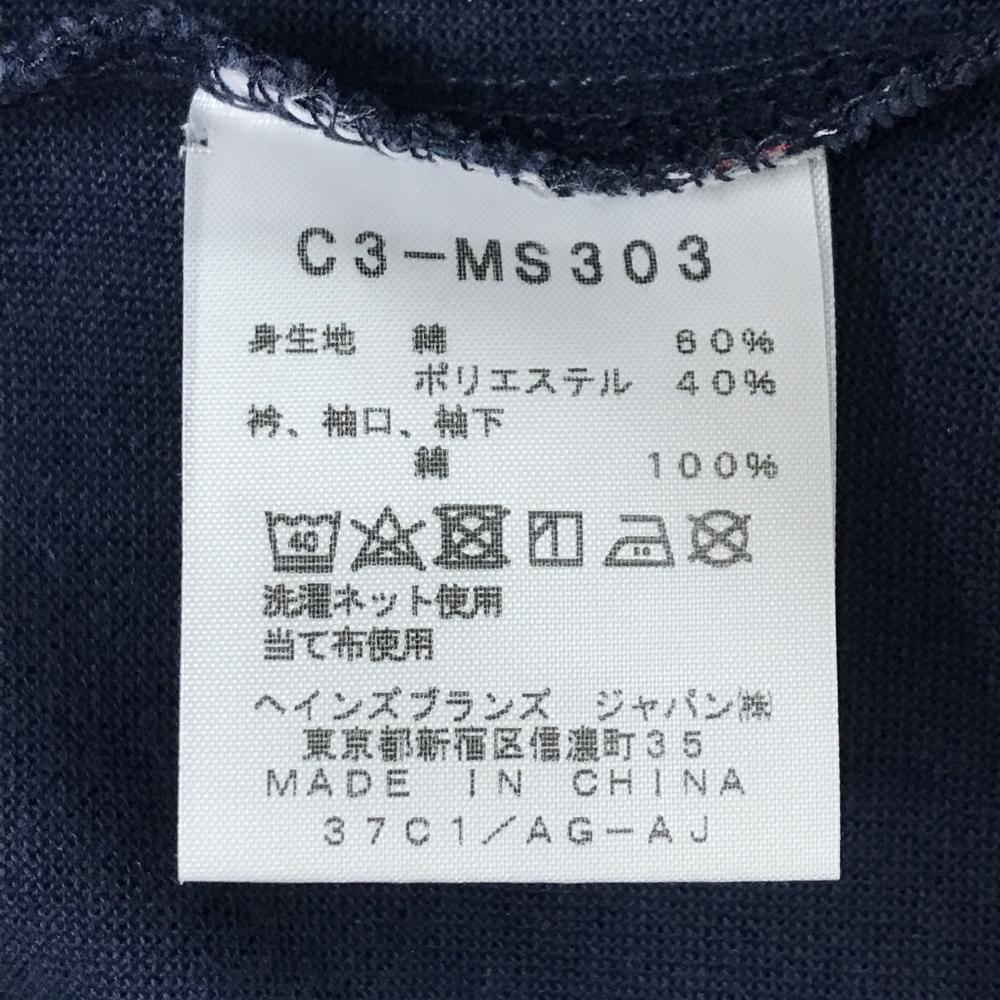 C3-MS303
身生地 綿 60%
ポリエステル 40%
衿、袖口、袖下
綿 100%
40
洗濯ネット使用
当て布使用
ヘインズブランズ ジャパン㈱
東京都新宿区信濃町35
MADE IN CHINA
37C1/AG-AJ